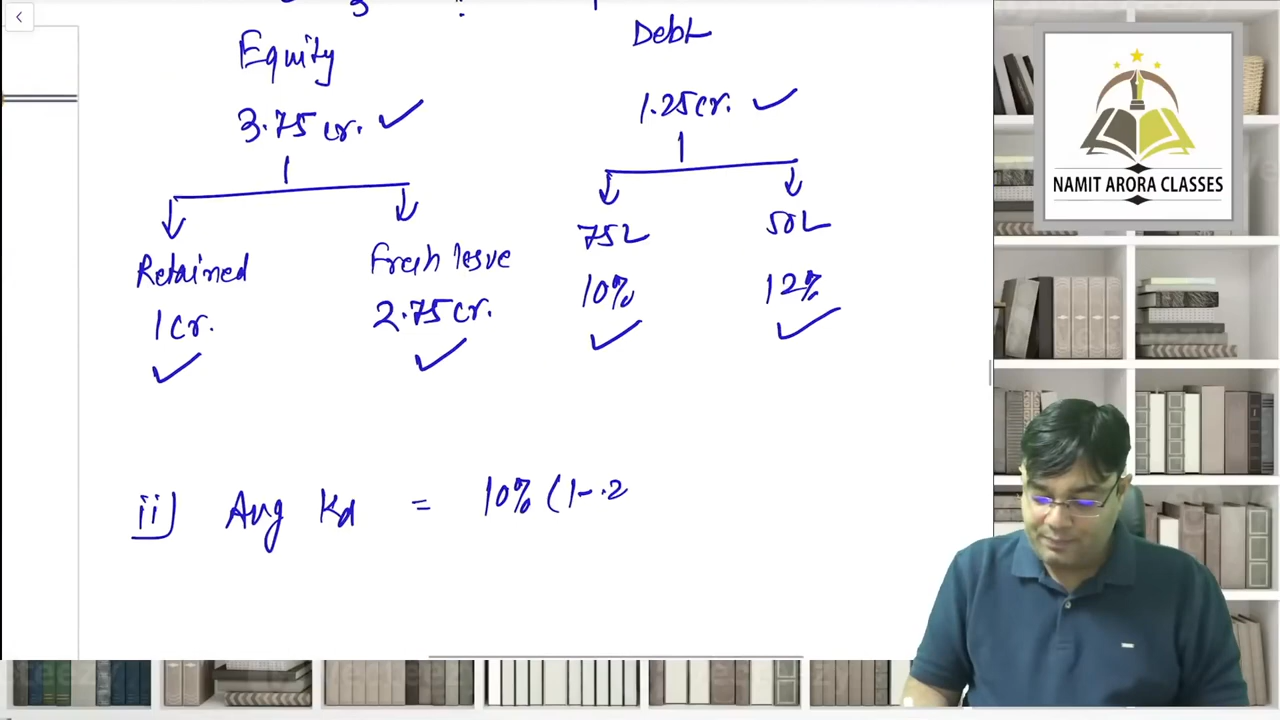 Equity
Debt
3.75 cr. ✓
1.25 cr. ✓
Retained
Fresh Issue
75L
50L
1 cr.
2.75 cr.
10%
12%
ii) Avg Kd = 10% (1-.2
NAMIT ARORA CLASSES